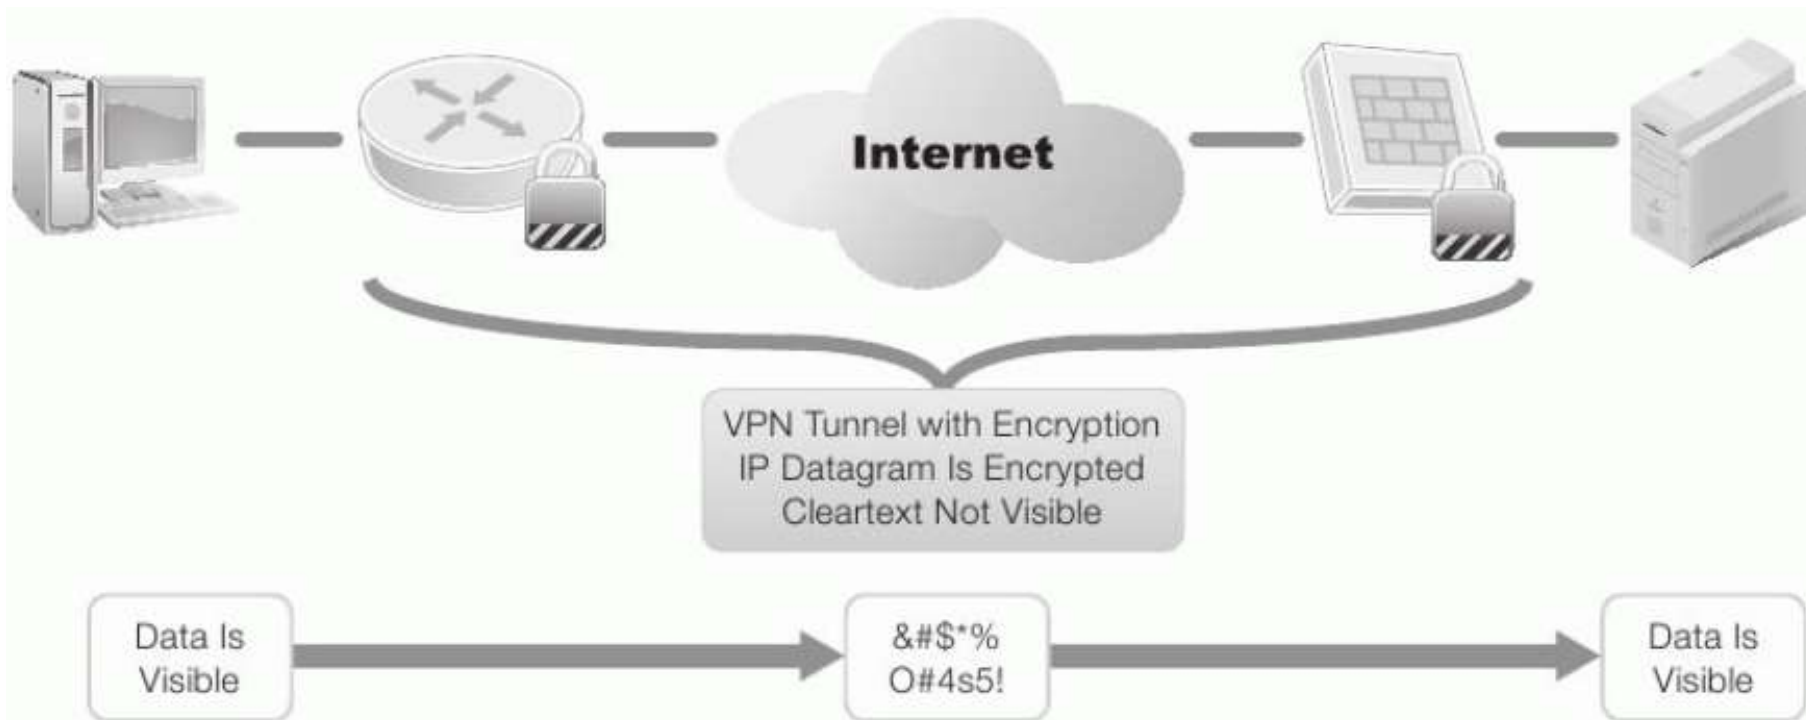 Internet
VPN Tunnel with Encryption
IP Datagram Is Encrypted
Cleartext Not Visible
Data Is
Visible
&#$*%
O#4s5!
Data Is
Visible